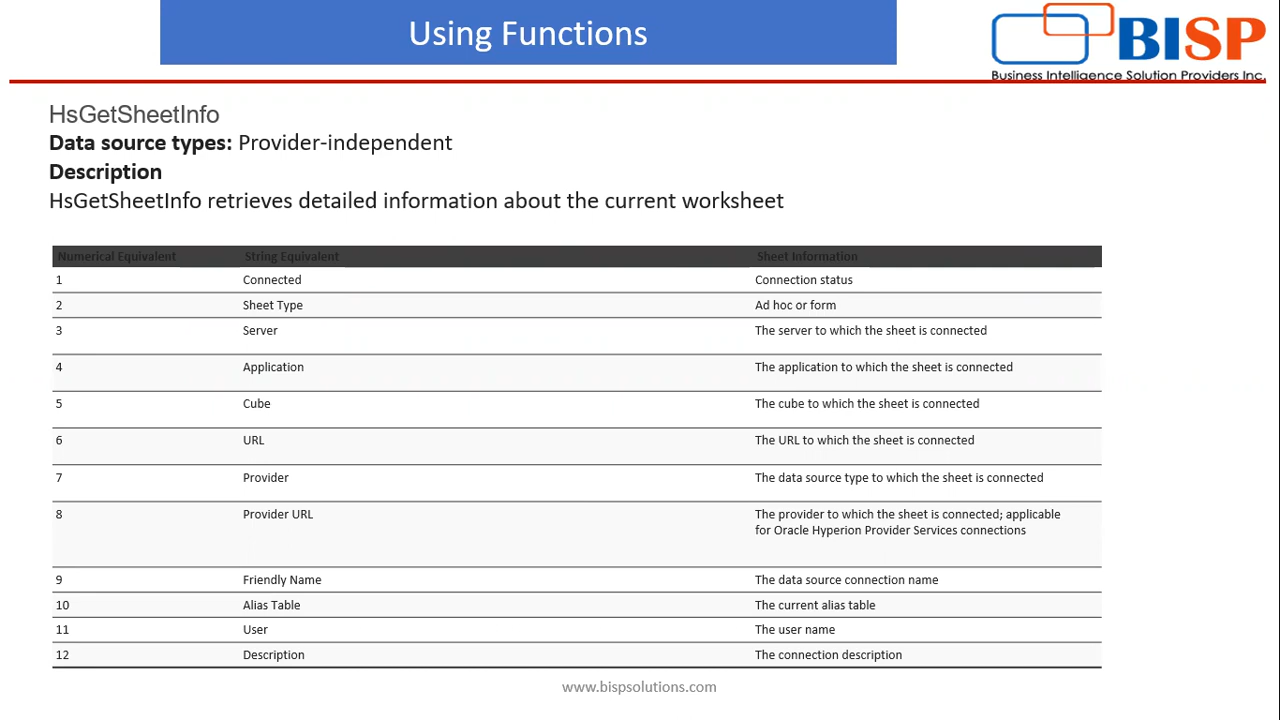 Using Functions
BISP
Business Intelligence Solution Providers Inc.
HsGetSheetInfo
Data source types: Provider-independent
Description
HsGetSheetInfo retrieves detailed information about the current worksheet
Numerical Equivalent String Equivalent Sheet Information
1 Connected Connection status
2 Sheet Type Ad hoc or form
3 Server The server to which the sheet is connected
4 Application The application to which the sheet is connected
5 Cube The cube to which the sheet is connected
6 URL The URL to which the sheet is connected
7 Provider The data source type to which the sheet is connected
8 Provider URL The provider to which the sheet is connected; applicable
for Oracle Hyperion Provider Services connections
9 Friendly Name The data source connection name
10 Alias Table The current alias table
11 User The user name
12 Description The connection description
www.bispsolutions.com